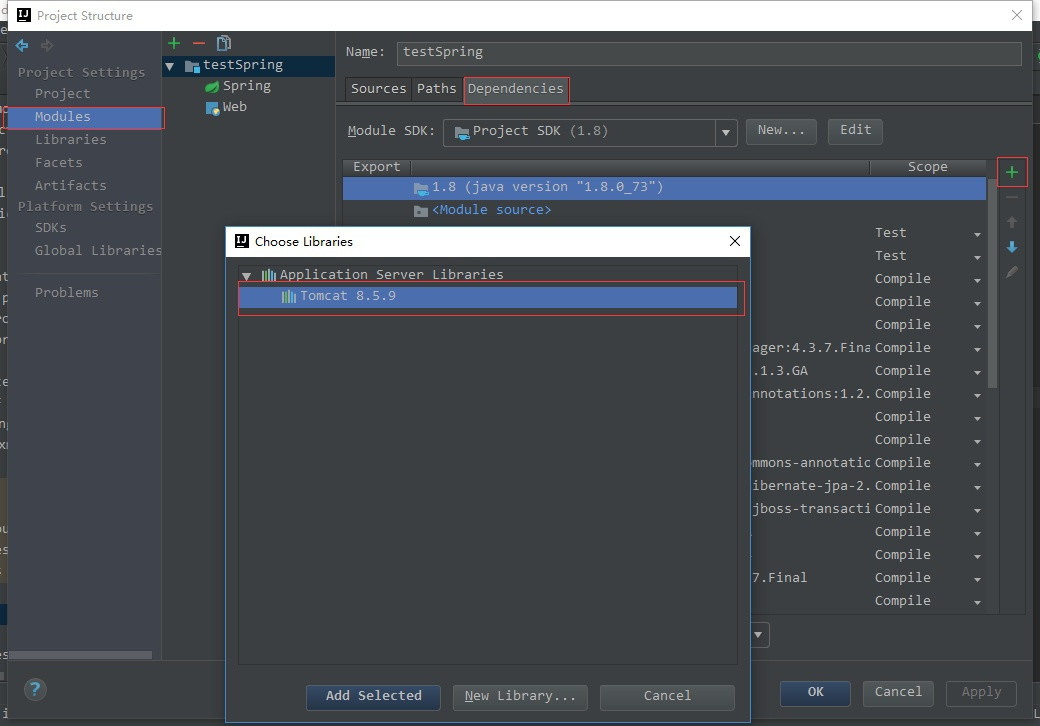 Project Structure
Project Settings
Project
Modules
Libraries
Facets
Artifacts
Platform Settings
SDKs
Global Libraries
Problems
testSpring
Spring
Web
Name: testSpring
Sources Paths Dependencies
Module SDK: Project SDK (1.8) New... Edit
Export Scope
1.8 (java version "1.8.0_73")
<Module source>
Test
Test
Compile
Compile
Compile
ager:4.3.7.Fina Compile
.1.3.GA Compile
nnotations:1.2. Compile
Compile
Compile
mmons-annotatic Compile
ibernate-jpa-2. Compile
jboss-transacti Compile
Compile
Compile
7.Final Compile
Compile
Choose Libraries
Application Server Libraries
Tomcat 8.5.9
Add Selected New Library... Cancel
? OK Cancel Apply